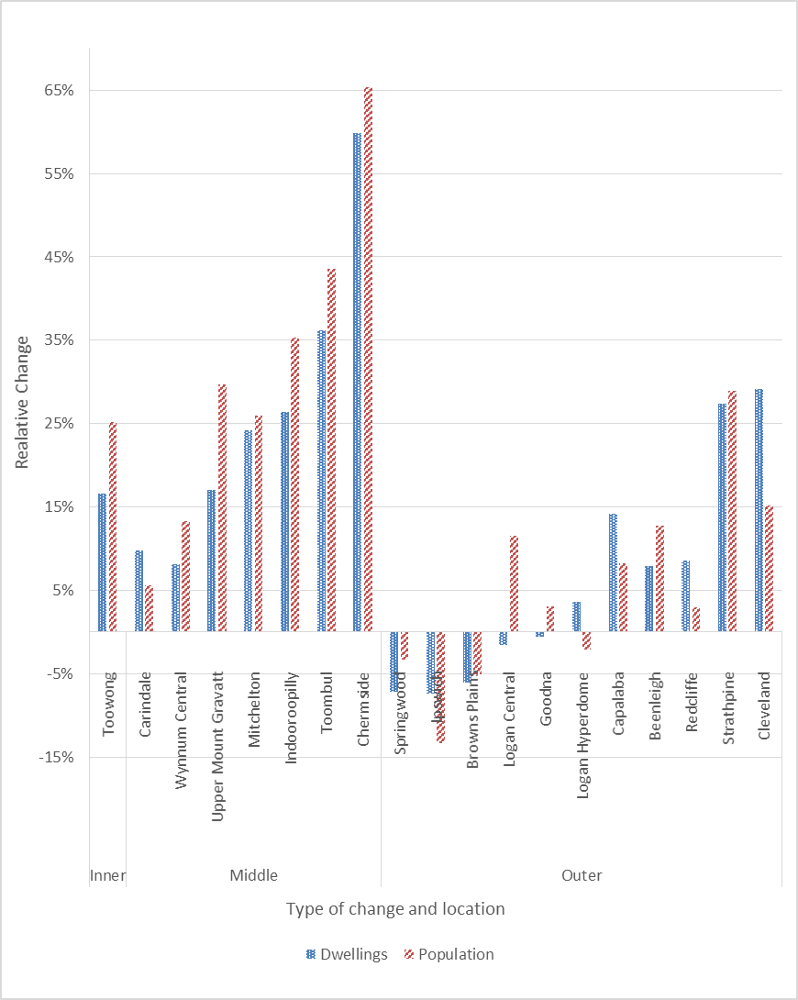 65%
55%
45%
35%
25%
15%
5%
-5%
-15%
Realative Change
Toowong
Carindale
Wynnum Central
Upper Mount Gravatt
Mitchelton
Indooroopilly
Toombul
Chermside
Springwood
Ipswich
Browns Plains
Logan Central
Goodna
Logan Hyperdome
Capalaba
Beenleigh
Redcliffe
Strathpine
Cleveland
Inner
Middle
Outer
Type of change and location
Dwellings
Population